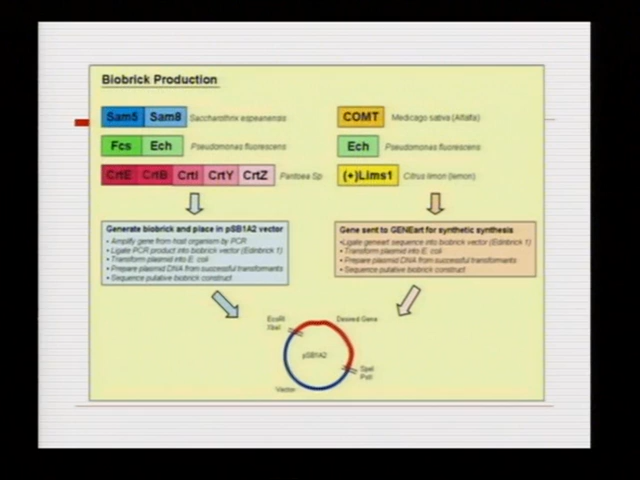 Biobrick Production
Sam5 Sam8 Saccharothrix espeanensis
COMT Medicago sativa (Alfalfa)
Fcs Ech Pseudomonas fluorescens
Ech Pseudomonas fluorescens
CrtE CrtB CrtI CrtY CrtZ Pantoea Sp
(+)Lims1 Citrus limon (lemon)
Generate biobrick and place in pSB1A2 vector
• Amplify gene from host organism by PCR
• Ligate PCR product into biobrick vector (Edinbrick 1)
• Transform plasmid into E. coli
• Prepare plasmid DNA from successful transformants
• Sequence putative biobrick construct
Gene sent to GENEart for synthetic synthesis
•Ligate geneart sequence into biobrick vector (Edinbrick 1)
• Transform plasmid into E. coli
• Prepare plasmid DNA from successful transformants
• Sequence putative biobrick construct
EcoRI
XbaI
Desired Gene
pSB1A2
SpeI
PstI
Vector